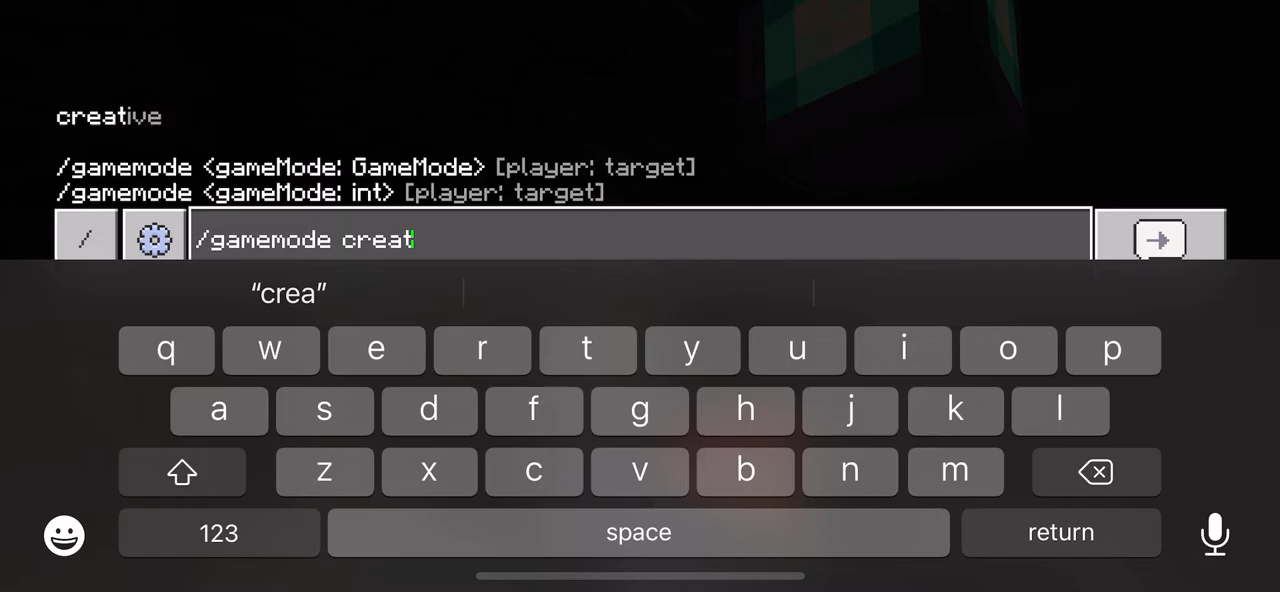 creative
/gamemode <gameMode: GameMode> [player: target]
/gamemode <gameMode: int> [player: target]
/ /gamemode creat
“crea”
q w e r t y u i o p
a s d f g h j k l
z x c v b n m
123 space return